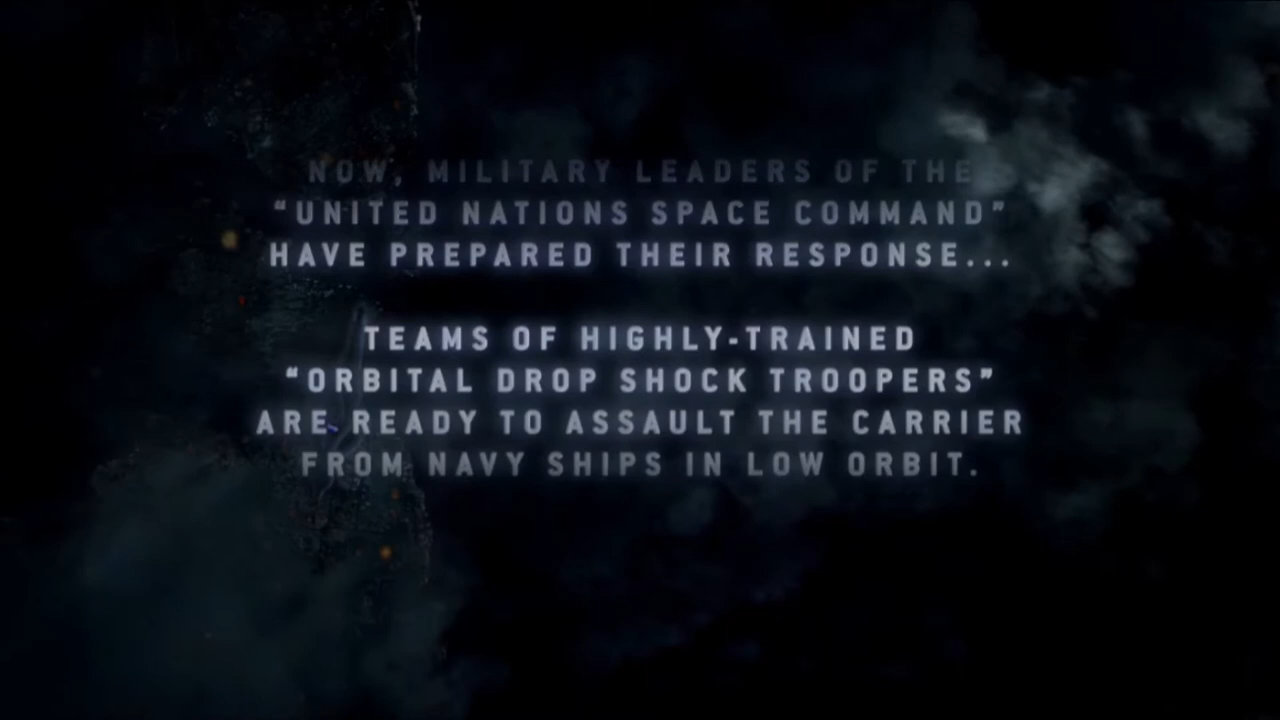 NOW, MILITARY LEADERS OF THE
“UNITED NATIONS SPACE COMMAND”
HAVE PREPARED THEIR RESPONSE...
TEAMS OF HIGHLY-TRAINED
“ORBITAL DROP SHOCK TROOPERS”
ARE READY TO ASSAULT THE CARRIER
FROM NAVY SHIPS IN LOW ORBIT.